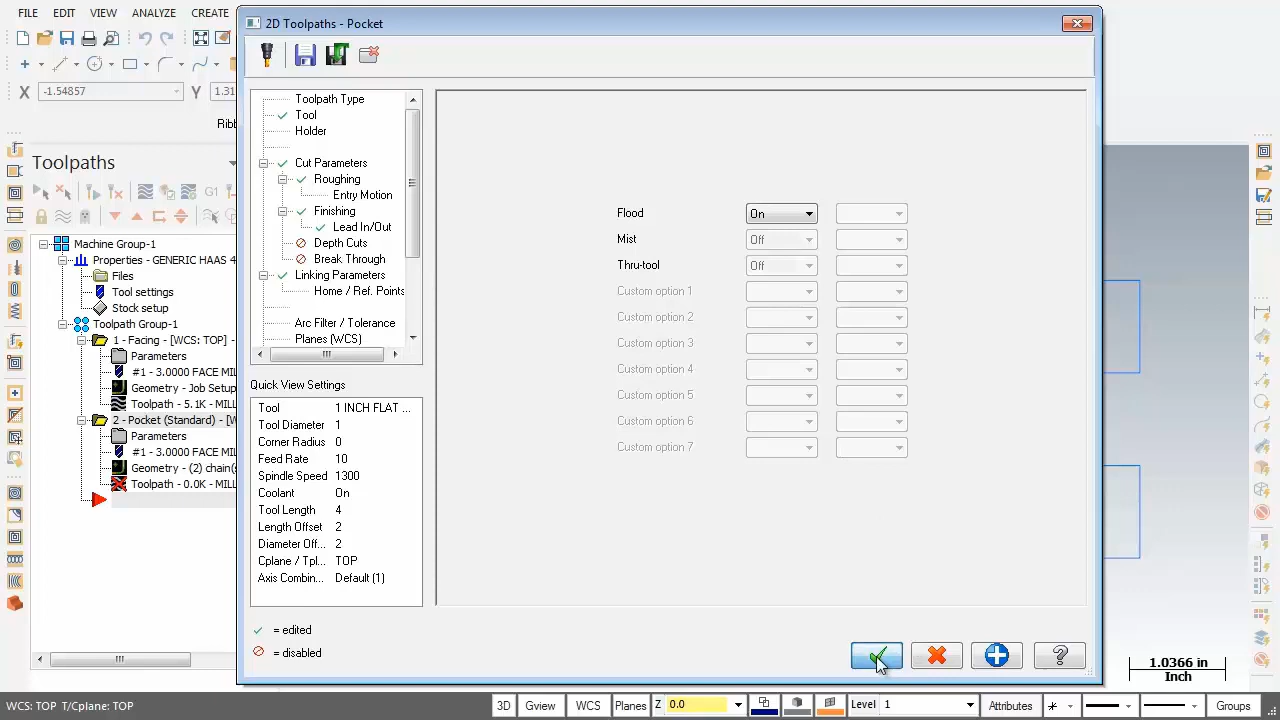 FILE EDIT VIEW ANALYZE CREATE
2D Toolpaths - Pocket
X -1.54857 Y 1.31
Ribb
Toolpaths
G1
Machine Group-1
Properties - GENERIC HAAS 4
Files
Tool settings
Stock setup
Toolpath Group-1
1 - Facing - [WCS: TOP] -
Parameters
#1 - 3.0000 FACE MIL
Geometry - Job Setup
Toolpath - 5.1K - MILL
2 - Pocket (Standard) - [W
Parameters
#1 - 3.0000 FACE MIL
Geometry - (2) chain(s
Toolpath - 0.0K - MILL
Toolpath Type
Tool
Holder
Cut Parameters
Roughing
Entry Motion
Finishing
Lead In/Out
Depth Cuts
Break Through
Linking Parameters
Home / Ref. Points
Arc Filter / Tolerance
Planes (WCS)
Quick View Settings
Tool 1 INCH FLAT ...
Tool Diameter 1
Corner Radius 0
Feed Rate 10
Spindle Speed 1300
Coolant On
Tool Length 4
Length Offset 2
Diameter Off... 2
Cplane / Tpl... TOP
Axis Combin... Default (1)
= edited
= disabled
Flood On
Mist Off
Thru-tool Off
Custom option 1
Custom option 2
Custom option 3
Custom option 4
Custom option 5
Custom option 6
Custom option 7
?
1.0366 in
Inch
WCS: TOP T/Cplane: TOP
3D Gview WCS Planes Z 0.0 Level 1 Attributes Groups